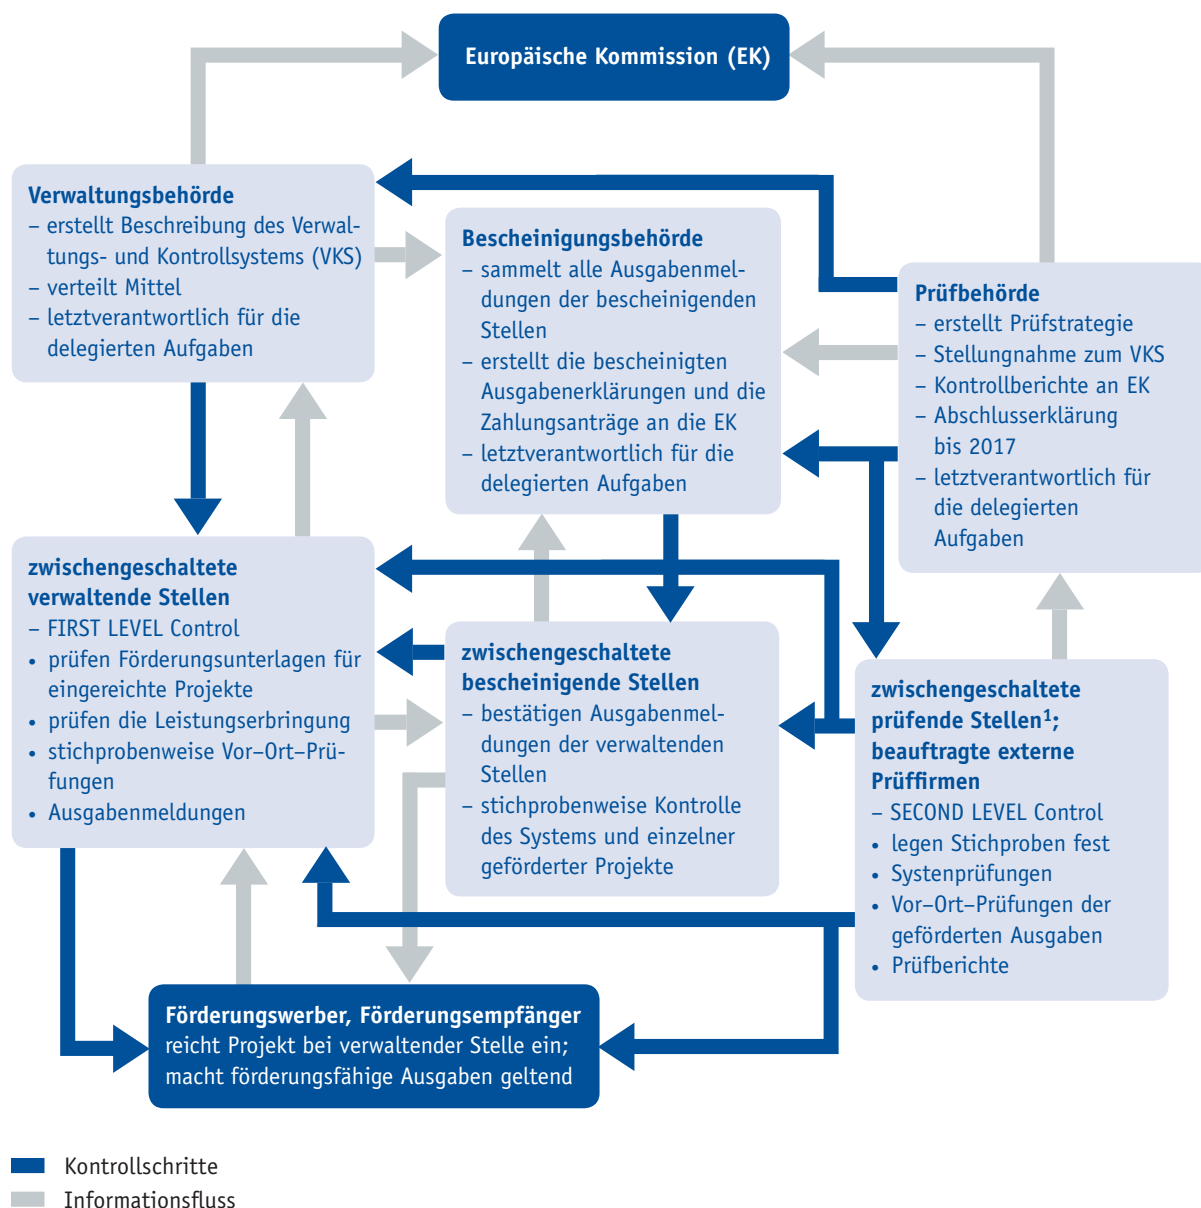 Europäische Kommission (EK)
Verwaltungsbehörde
– erstellt Beschreibung des Verwal-
tungs- und Kontrollsystems (VKS)
– verteilt Mittel
– letztverantwortlich für die
delegierten Aufgaben
Bescheinigungsbehörde
– sammelt alle Ausgabenmel-
dungen der bescheinigenden
Stellen
– erstellt die bescheinigten
Ausgabenerklärungen und die
Zahlungsanträge an die EK
– letztverantwortlich für die
delegierten Aufgaben
Prüfbehörde
– erstellt Prüfstrategie
– Stellungnahme zum VKS
– Kontrollberichte an EK
– Abschlusserklärung
bis 2017
– letztverantwortlich für
die delegierten
Aufgaben
zwischengeschaltete
verwaltende Stellen
– FIRST LEVEL Control
• prüfen Förderungsunterlagen für
eingereichte Projekte
• prüfen die Leistungserbringung
• stichprobenweise Vor–Ort–Prü-
fungen
• Ausgabenmeldungen
zwischengeschaltete
bescheinigende Stellen
– bestätigen Ausgabenmel-
dungen der verwaltenden
Stellen
– stichprobenweise Kontrolle
des Systems und einzelner
geförderter Projekte
zwischengeschaltete
prüfende Stellen¹;
beauftragte externe
Prüffirmen
– SECOND LEVEL Control
• legen Stichproben fest
• Systenprüfungen
• Vor–Ort–Prüfungen der
geförderten Ausgaben
• Prüfberichte
Förderungswerber, Förderungsempfänger
reicht Projekt bei verwaltender Stelle ein;
macht förderungsfähige Ausgaben geltend
Kontrollschritte
Informationsfluss